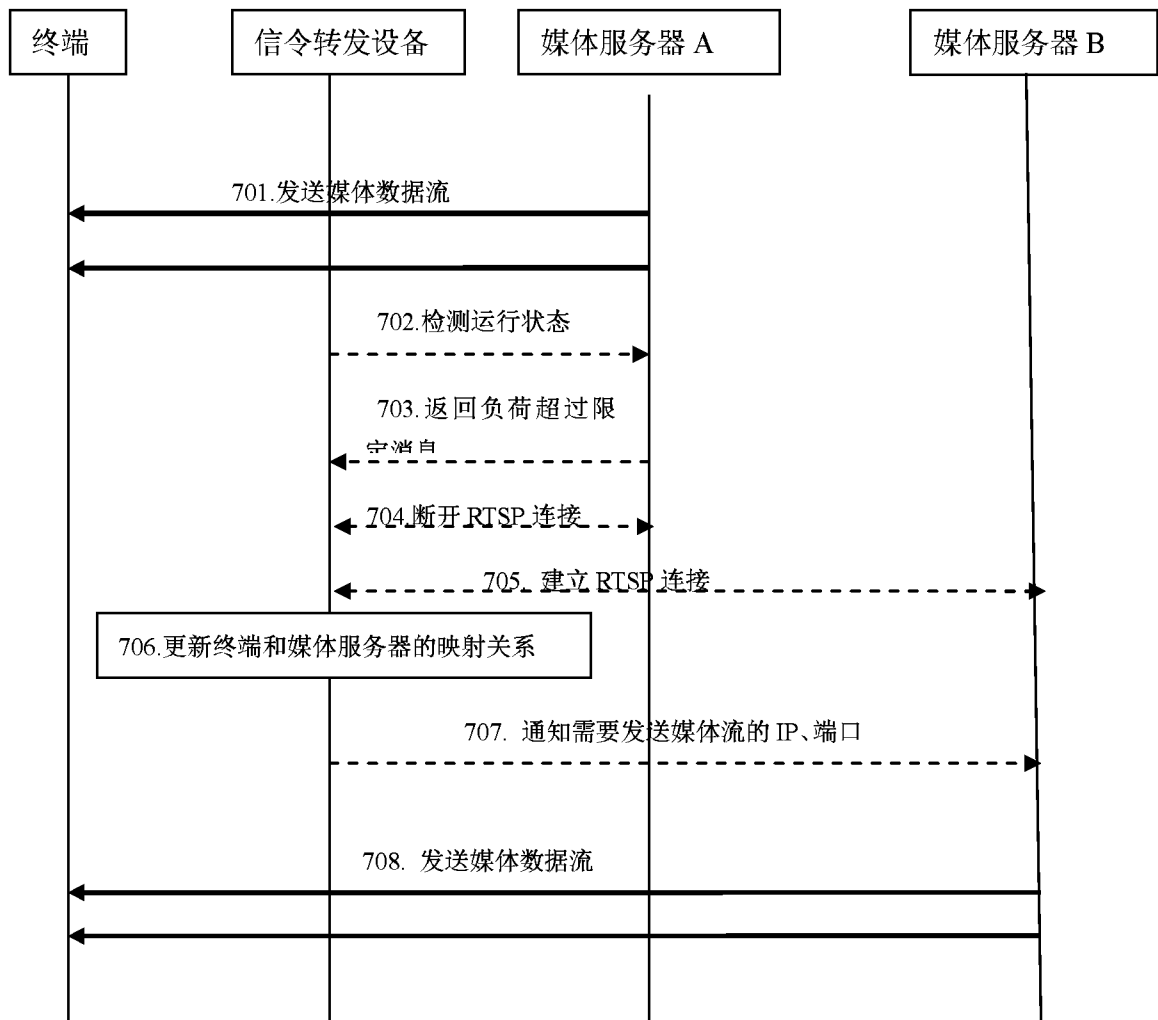 终端
信令转发设备
媒体服务器 A
媒体服务器 B
701.发送媒体数据流
702.检测运行状态
703.返回负荷超过限
定消息
704.断开 RTSP 连接
705. 建立 RTSP 连接
706.更新终端和媒体服务器的映射关系
707. 通知需要发送媒体流的 IP、端口
708. 发送媒体数据流